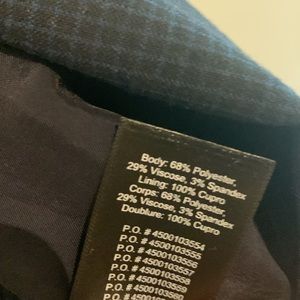 Body: 68% Polyester,
29% Viscose, 3% Spandex
Lining: 100% Cupro
Corps: 68% Polyester,
29% Viscose, 3% Spandex
Doublure: 100% Cupro
P.O. # 4500103554
P.O. # 4500103555
P.O. # 4500103556
P.O. # 4500103557
P.O. # 4500103558
P.O. # 4500103559